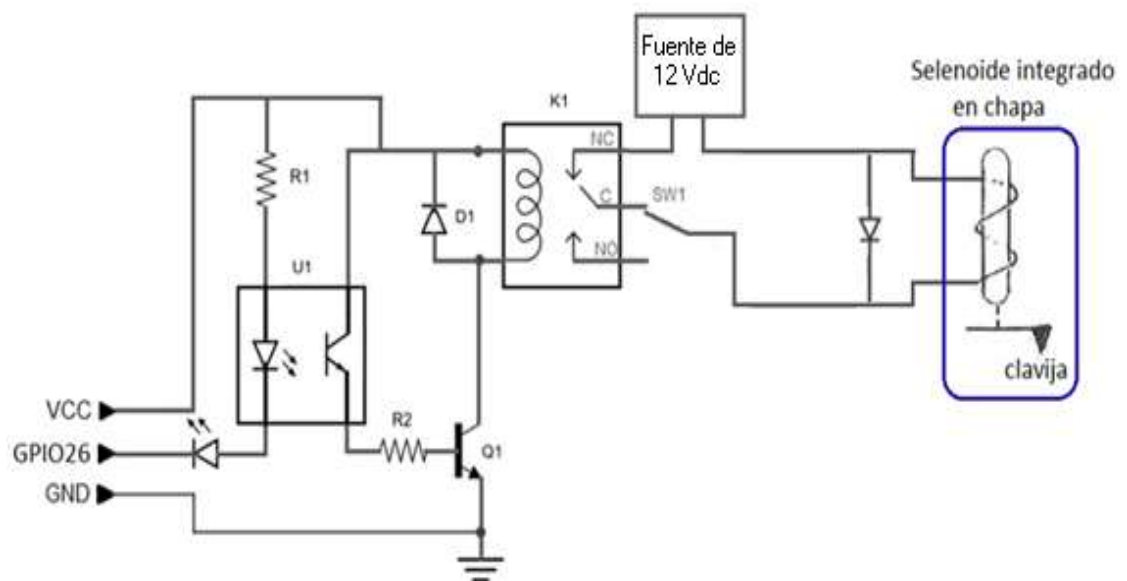 Fuente de
12 Vdc
Selenoide integrado
en chapa
K1
NC
R1
C
SW1
D1
NO
U1
clavija
VCC
R2
GPIO26
Q1
GND